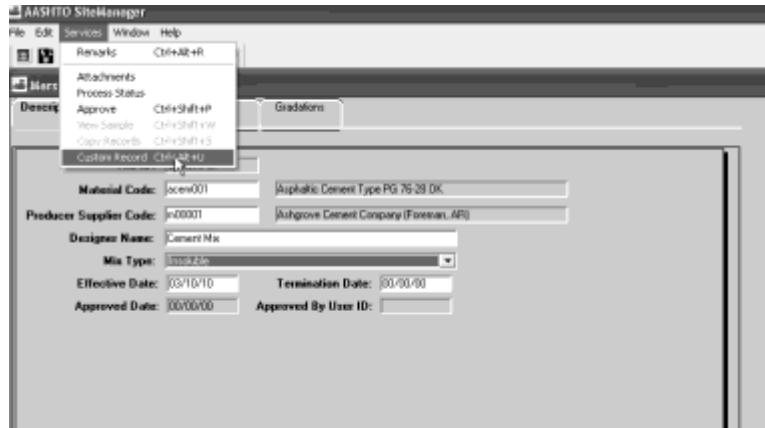 AASHTO SiteManager
File Edit Services Window Help
Remarks Ctrl+Alt+R
Attachments
Process Status
Approve Ctrl+Shift+P
View Sample Ctrl+Shift+W
Copy Records Ctrl+Shift+S
Custom Record Ctrl+Alt+U
Gradations
Material Code: Asphaltic Cement Type PG 76-28 OK.
Producer Supplier Code: Ashgrove Cement Company (Foreman, AR)
Designer Name: Cement Mix
Mix Type: Insoluble
Effective Date: 03/10/10 Termination Date: 00/00/00
Approved Date: 00/00/00 Approved By User ID: